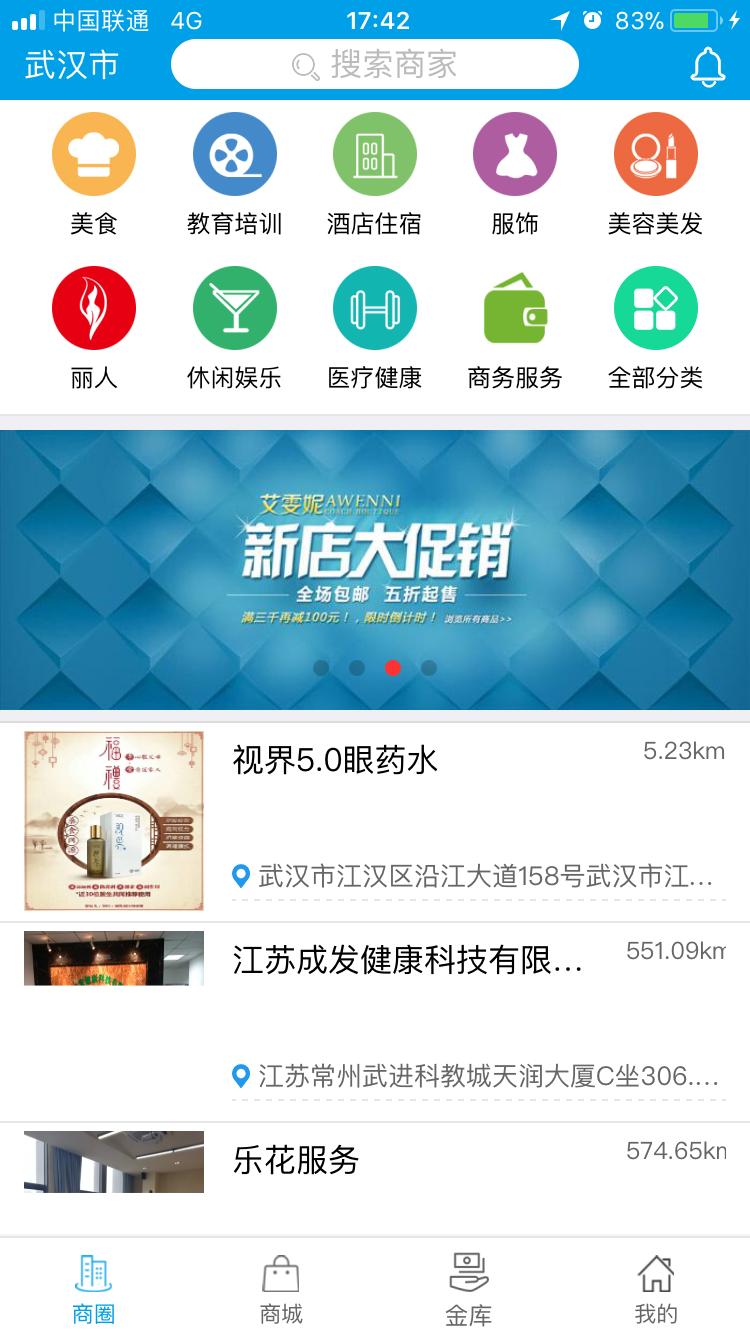 中国联通 4G 17:42 83%
武汉市 搜索商家
美食 教育培训 酒店住宿 服饰 美容美发
丽人 休闲娱乐 医疗健康 商务服务 全部分类
艾雯妮AWENNI
COACH BOUTIQUE
新店大促销
全场包邮 五折起售
满三千再减100元！，限时倒计时！ 浏览所有商品>>
福
禮
视界5.0眼药水 5.23km
武汉市江汉区沿江大道158号武汉市江...
江苏成发健康科技有限... 551.09km
江苏常州武进科教城天润大厦C坐306....
乐花服务 574.65km
商圈 商城 金库 我的